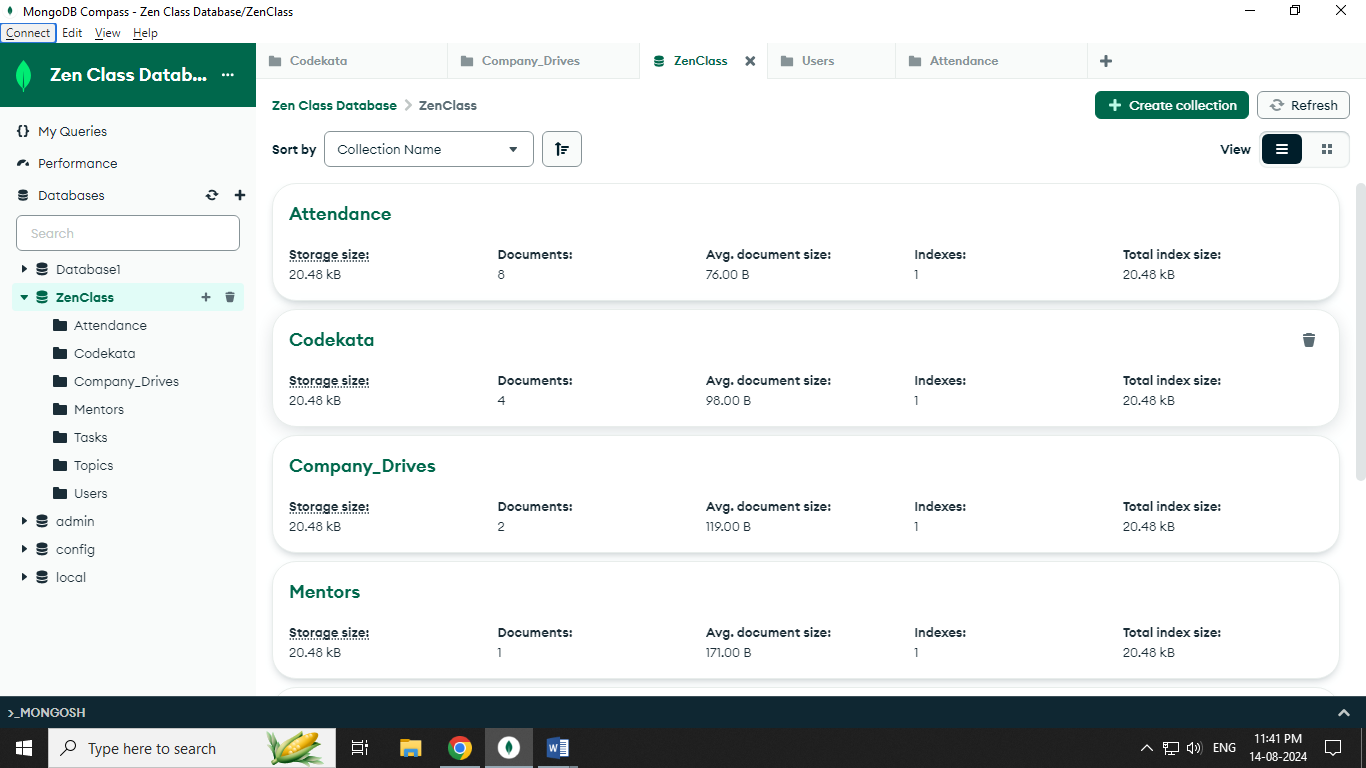 MongoDB Compass - Zen Class Database/ZenClass
Connect Edit View Help
Zen Class Datab... ...
My Queries
Performance
Databases
Search
Database1
ZenClass
Attendance
Codekata
Company_Drives
Mentors
Tasks
Topics
Users
admin
config
local
Codekata Company_Drives ZenClass Users Attendance
Zen Class Database > ZenClass
Create collection Refresh
Sort by Collection Name View
Attendance
Storage size: Documents: Avg. document size: Indexes: Total index size:
20.48 kB 8 76.00 B 1 20.48 kB
Codekata
Storage size: Documents: Avg. document size: Indexes: Total index size:
20.48 kB 4 98.00 B 1 20.48 kB
Company_Drives
Storage size: Documents: Avg. document size: Indexes: Total index size:
20.48 kB 2 119.00 B 1 20.48 kB
Mentors
Storage size: Documents: Avg. document size: Indexes: Total index size:
20.48 kB 1 171.00 B 1 20.48 kB
>_MONGOSH
Type here to search
ENG
11:41 PM
14-08-2024